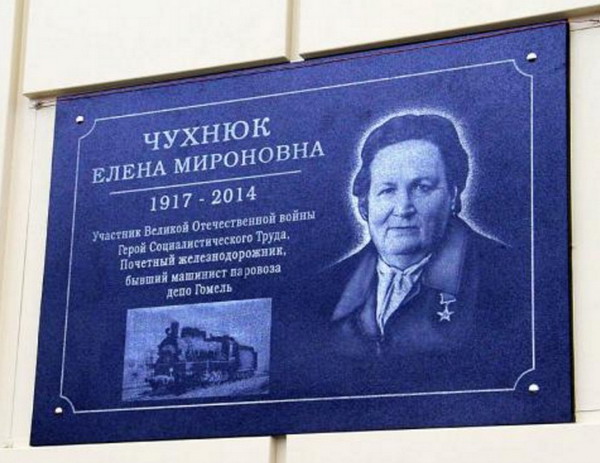 ЧУХНЮК
ЕЛЕНА МИРОНОВНА
1917 - 2014
Участник Великой Отечественной войны
Герой Социалистического Труда,
Почетный железнодорожник,
бывший машинист паровоза
депо Гомель